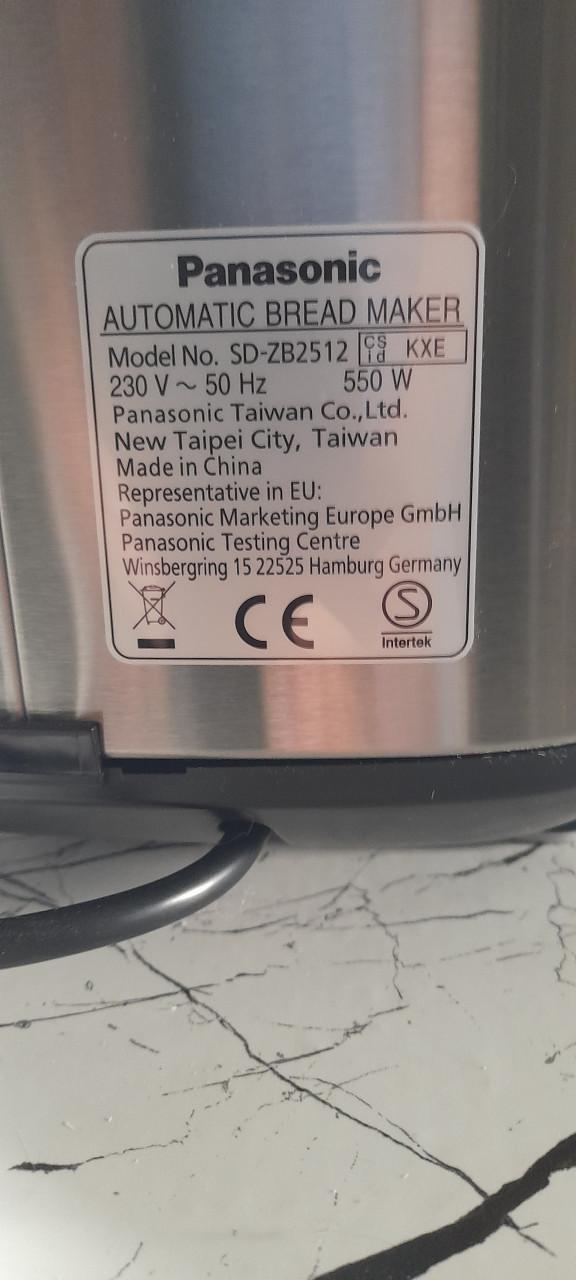 Panasonic
AUTOMATIC BREAD MAKER
Model No. SD-ZB2512 CS id KXE
230 V ~ 50 Hz 550 W
Panasonic Taiwan Co.,Ltd.
New Taipei City, Taiwan
Made in China
Representative in EU:
Panasonic Marketing Europe GmbH
Panasonic Testing Centre
Winsbergring 15 22525 Hamburg Germany
CE
S
Intertek